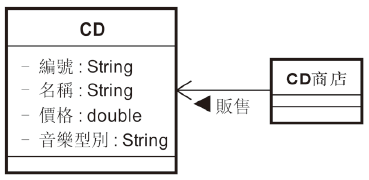 CD
- 編號 : String
- 名稱 : String
- 價格 : double
- 音樂型別 : String
CD商店
販售